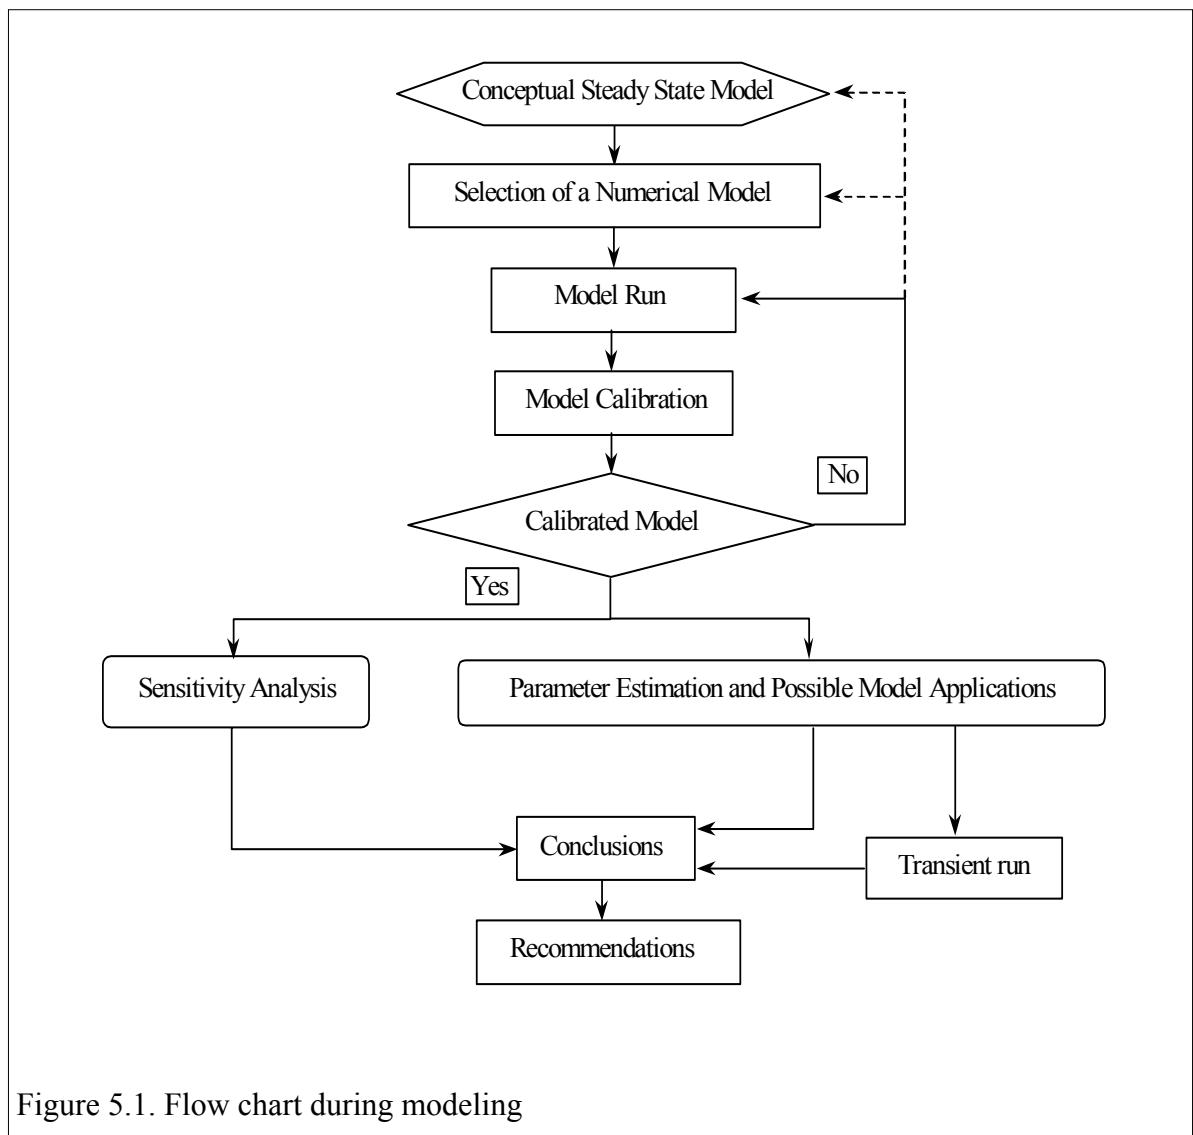 Conceptual Steady State Model
Selection of a Numerical Model
Model Run
Model Calibration
No
Calibrated Model
Yes
Sensitivity Analysis
Parameter Estimation and Possible Model Applications
Conclusions
Transient run
Recommendations
Figure 5.1. Flow chart during modeling